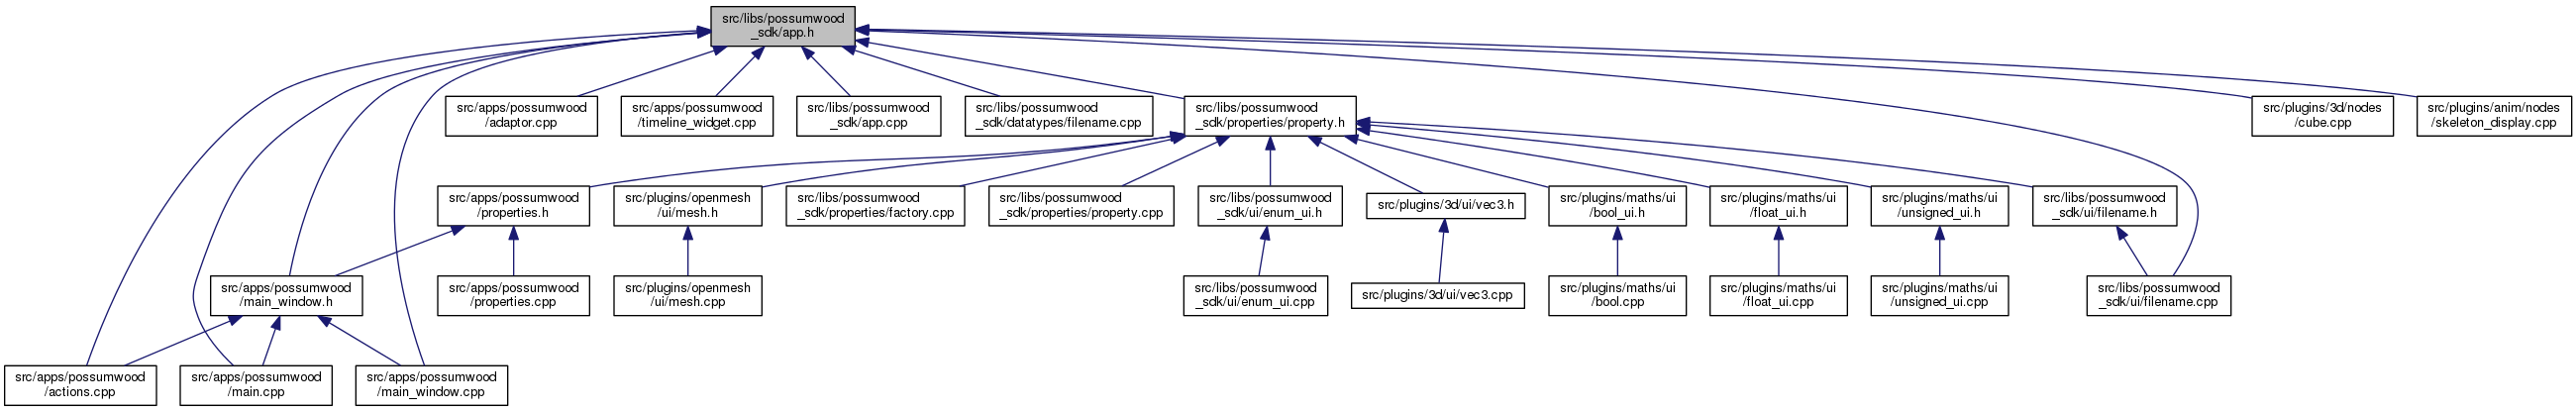 src/libs/possumwood
_sdk/app.h
src/apps/possumwood
/adaptor.cpp
src/apps/possumwood
/timeline_widget.cpp
src/libs/possumwood
_sdk/app.cpp
src/libs/possumwood
_sdk/datatypes/filename.cpp
src/libs/possumwood
_sdk/properties/property.h
src/plugins/3d/nodes
/cube.cpp
src/plugins/anim/nodes
/skeleton_display.cpp
src/apps/possumwood
/properties.h
src/plugins/openmesh
/ui/mesh.h
src/libs/possumwood
_sdk/properties/factory.cpp
src/libs/possumwood
_sdk/properties/property.cpp
src/libs/possumwood
_sdk/ui/enum_ui.h
src/plugins/3d/ui/vec3.h
src/plugins/maths/ui
/bool_ui.h
src/plugins/maths/ui
/float_ui.h
src/plugins/maths/ui
/unsigned_ui.h
src/libs/possumwood
_sdk/ui/filename.h
src/apps/possumwood
/main_window.h
src/apps/possumwood
/properties.cpp
src/plugins/openmesh
/ui/mesh.cpp
src/libs/possumwood
_sdk/ui/enum_ui.cpp
src/plugins/3d/ui/vec3.cpp
src/plugins/maths/ui
/bool.cpp
src/plugins/maths/ui
/float_ui.cpp
src/plugins/maths/ui
/unsigned_ui.cpp
src/libs/possumwood
_sdk/ui/filename.cpp
src/apps/possumwood
/actions.cpp
src/apps/possumwood
/main.cpp
src/apps/possumwood
/main_window.cpp